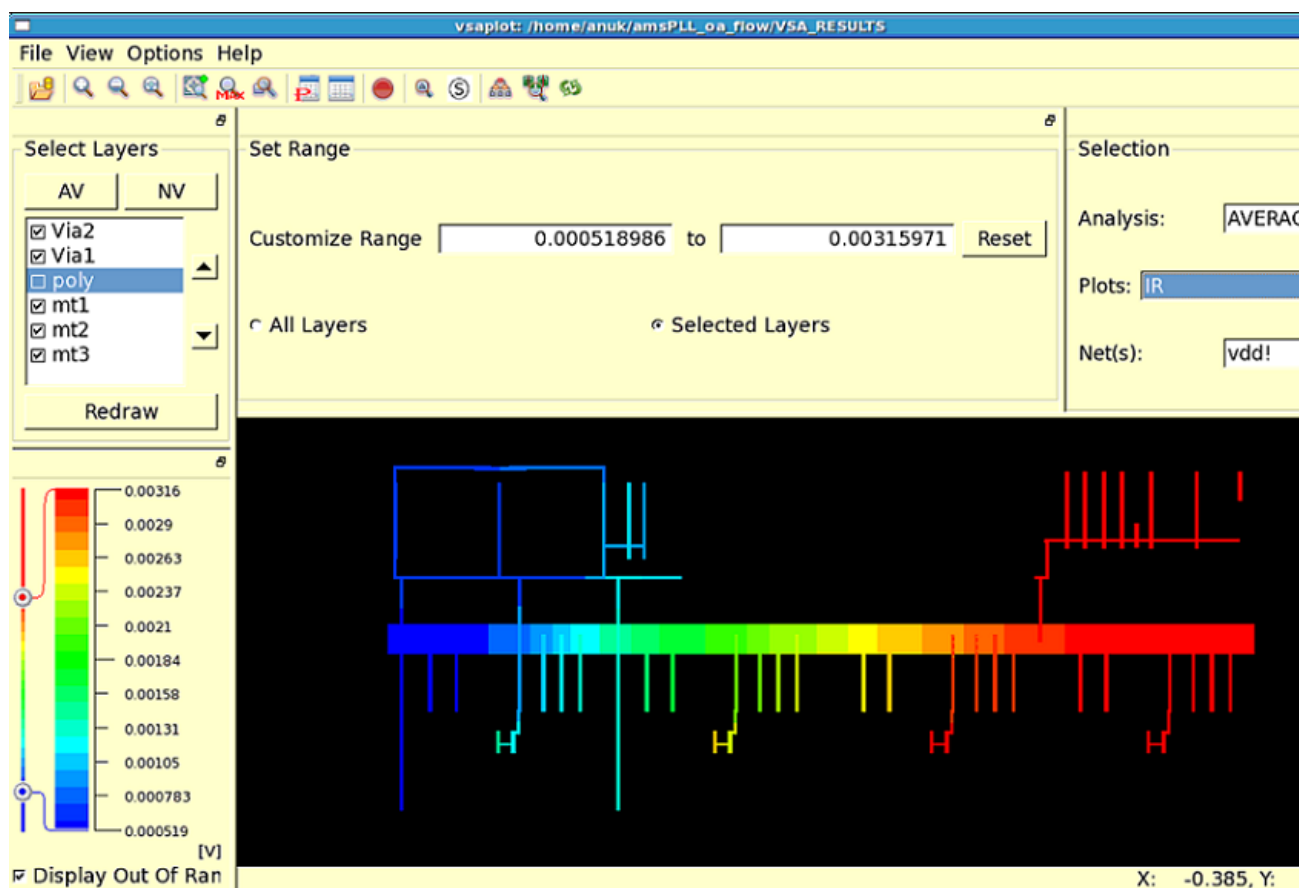 vsaplot: /home/anuk/amsPLL_oa_flow/VSA_RESULTS
File View Options Help
MAX
P
S
Select Layers
AV NV
Via2
Via1
poly
mt1
mt2
mt3
Redraw
Set Range
Customize Range 0.000518986 to 0.00315971 Reset
All Layers Selected Layers
Selection
Analysis: AVERAG
Plots: IR
Net(s): vdd!
0.00316
0.0029
0.00263
0.00237
0.0021
0.00184
0.00158
0.00131
0.00105
0.000783
0.000519
[V]
Display Out Of Ran
X: -0.385, Y: